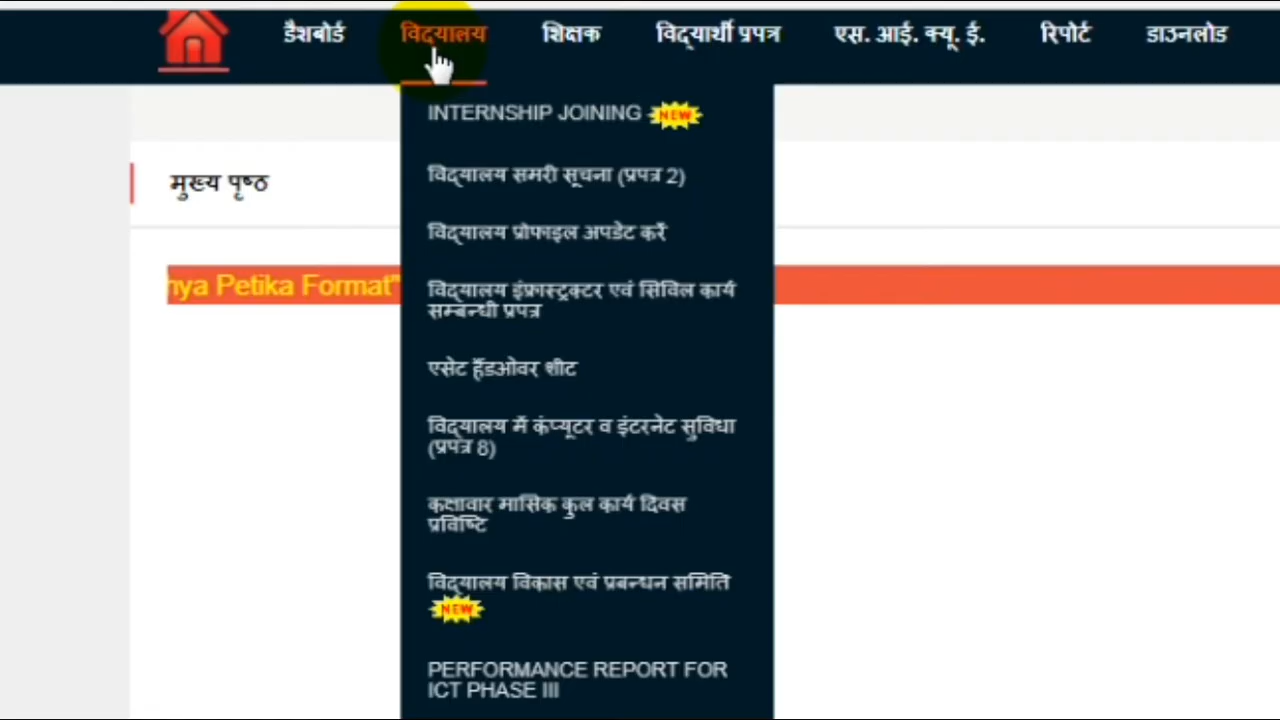 डैशबोर्ड विद्यालय शिक्षक विद्यार्थी प्रपत्र एस. आई. क्यू. ई. रिपोर्ट डाउनलोड
INTERNSHIP JOINING NEW
विद्यालय समरी सूचना (प्रपत्र 2)
मुख्य पृष्ठ
विद्यालय प्रोफाइल अपडेट करें
hya Petika Format"
विद्यालय इंफ्रास्ट्रक्टर एवं सिविल कार्य
सम्बन्धी प्रपत्र
एसेट हैंडओवर शीट
विद्यालय में कंप्यूटर व इंटरनेट सुविधा
(प्रपत्र 8)
कक्षावार मासिक कुल कार्य दिवस
प्रविष्टि
विद्यालय विकास एवं प्रबन्धन समिति
NEW
PERFORMANCE REPORT FOR
ICT PHASE III